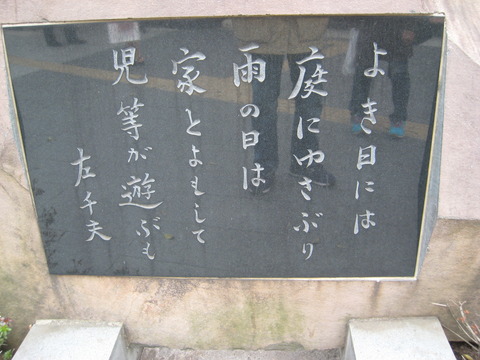 よき日には
庭にゆさぶり
雨の日は
家とよもして
児等が遊ぶも
左千夫